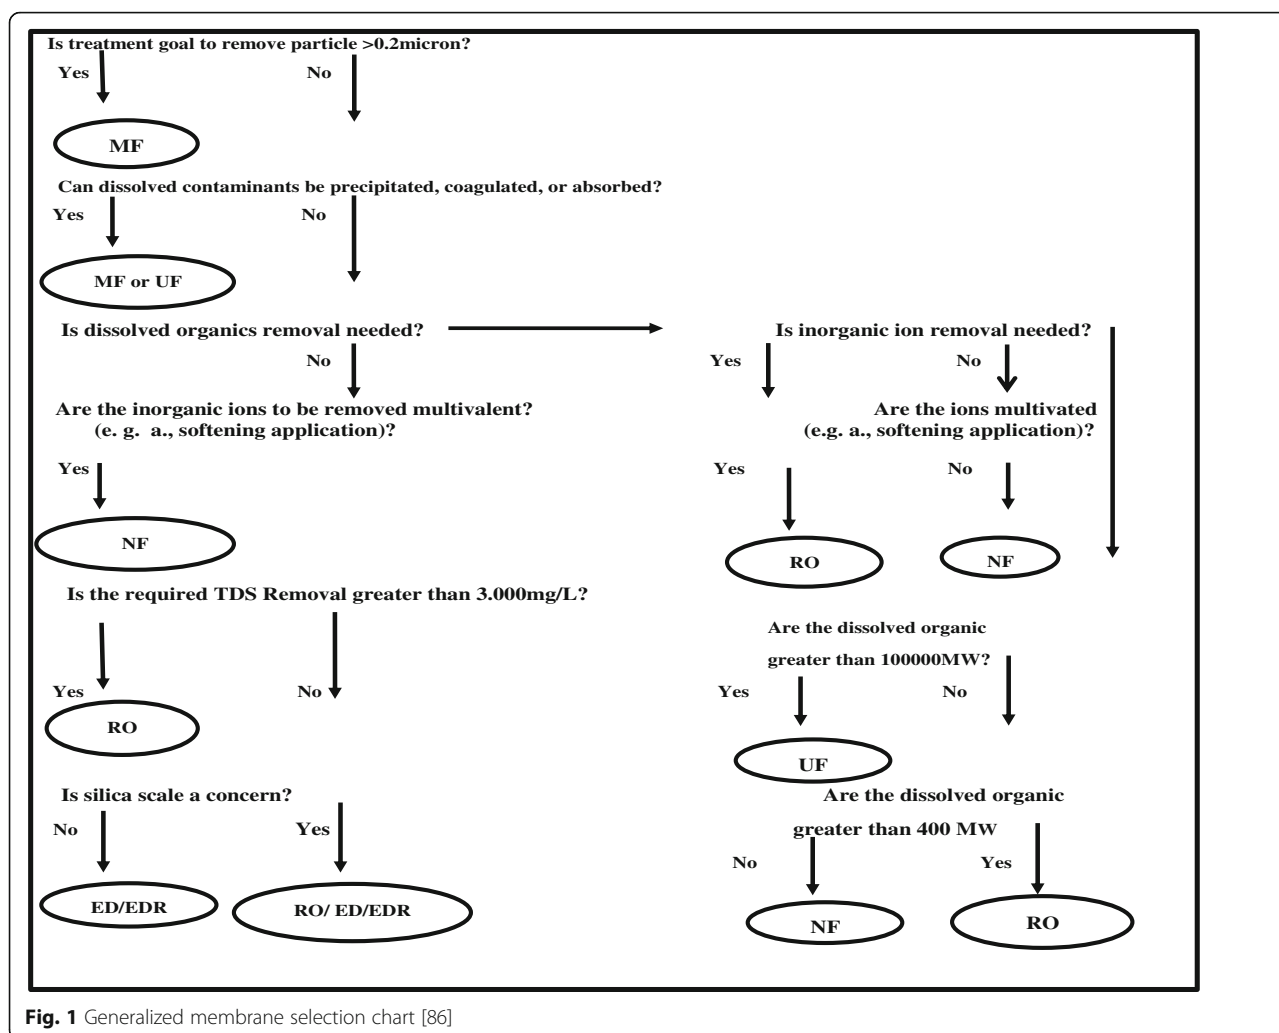 Is treatment goal to remove particle >0.2micron?
Yes
No
MF
Can dissolved contaminants be precipitated, coagulated, or absorbed?
Yes
No
MF or UF
Is dissolved organics removal needed?
No
Are the inorganic ions to be removed multivalent?
(e. g. a., softening application)?
Yes
NF
Is the required TDS Removal greater than 3.000mg/L?
Yes
No
RO
Is silica scale a concern?
No
Yes
ED/EDR
RO/ ED/EDR
Is inorganic ion removal needed?
Yes
No
Are the ions multivated
(e.g. a., softening application)?
Yes
No
RO
NF
Are the dissolved organic
greater than 100000MW?
Yes
No
UF
Are the dissolved organic
greater than 400 MW
No
Yes
NF
RO
Fig. 1 Generalized membrane selection chart [86]